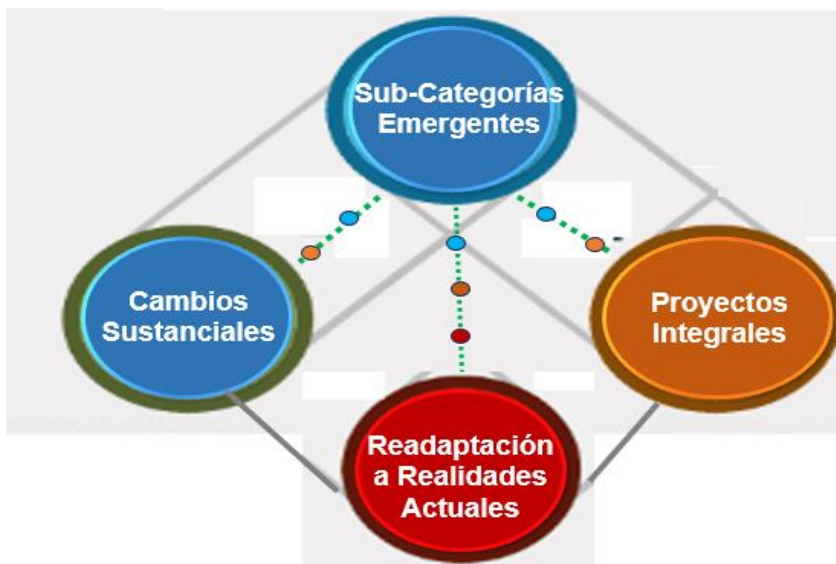 Sub-Categorías
Emergentes
Cambios
Sustanciales
Proyectos
Integrales
Readaptación
a Realidades
Actuales